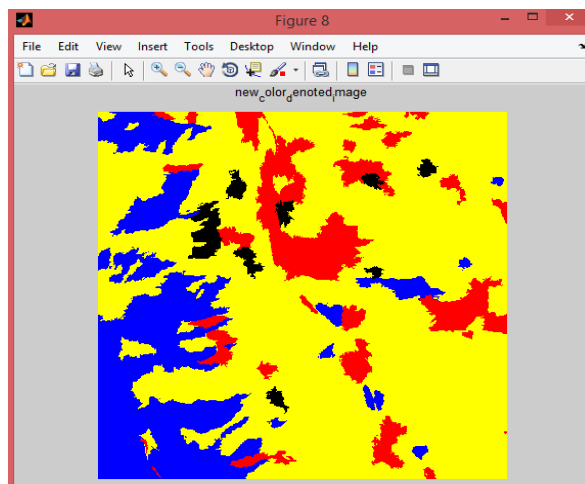 Figure 8
File Edit View Insert Tools Desktop Window Help
new_color_denoted_image